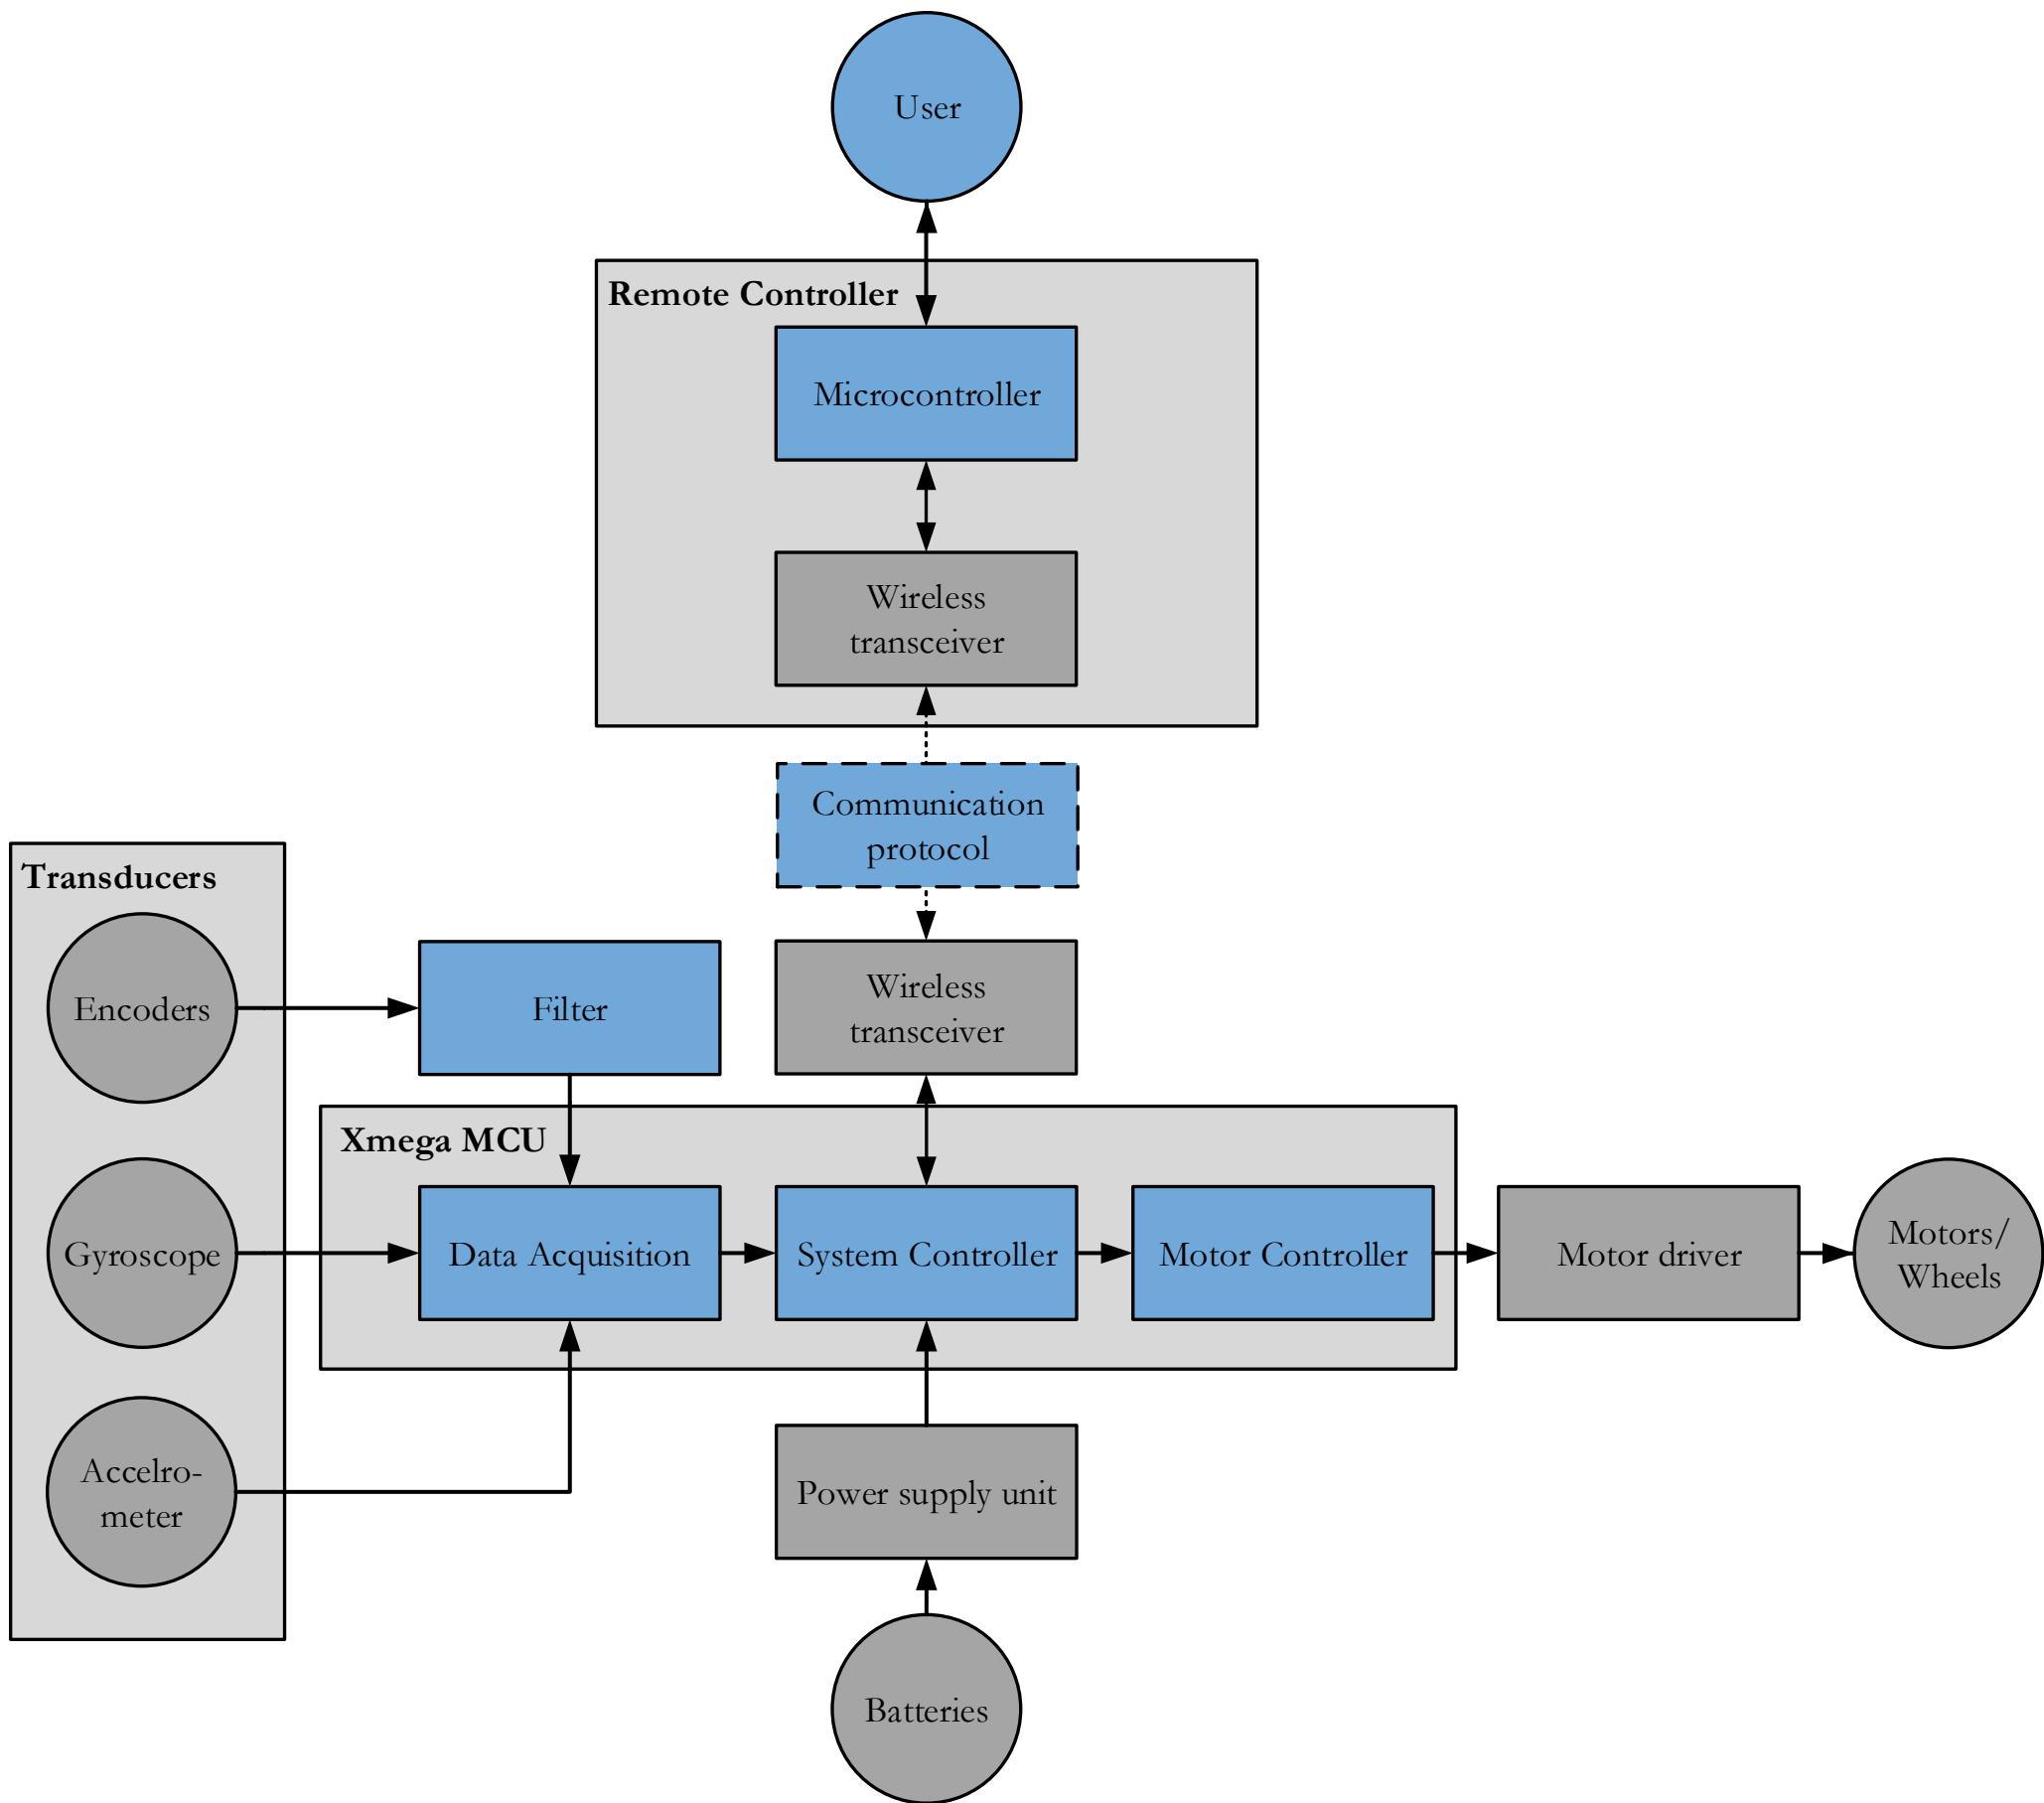 User
Remote Controller
Microcontroller
Wireless
transceiver
Communication
protocol
Transducers
Encoders
Filter
Wireless
transceiver
Xmega MCU
Gyroscope
Data Acquisition
System Controller
Motor Controller
Motor driver
Motors/
Wheels
Accelro-
meter
Power supply unit
Batteries